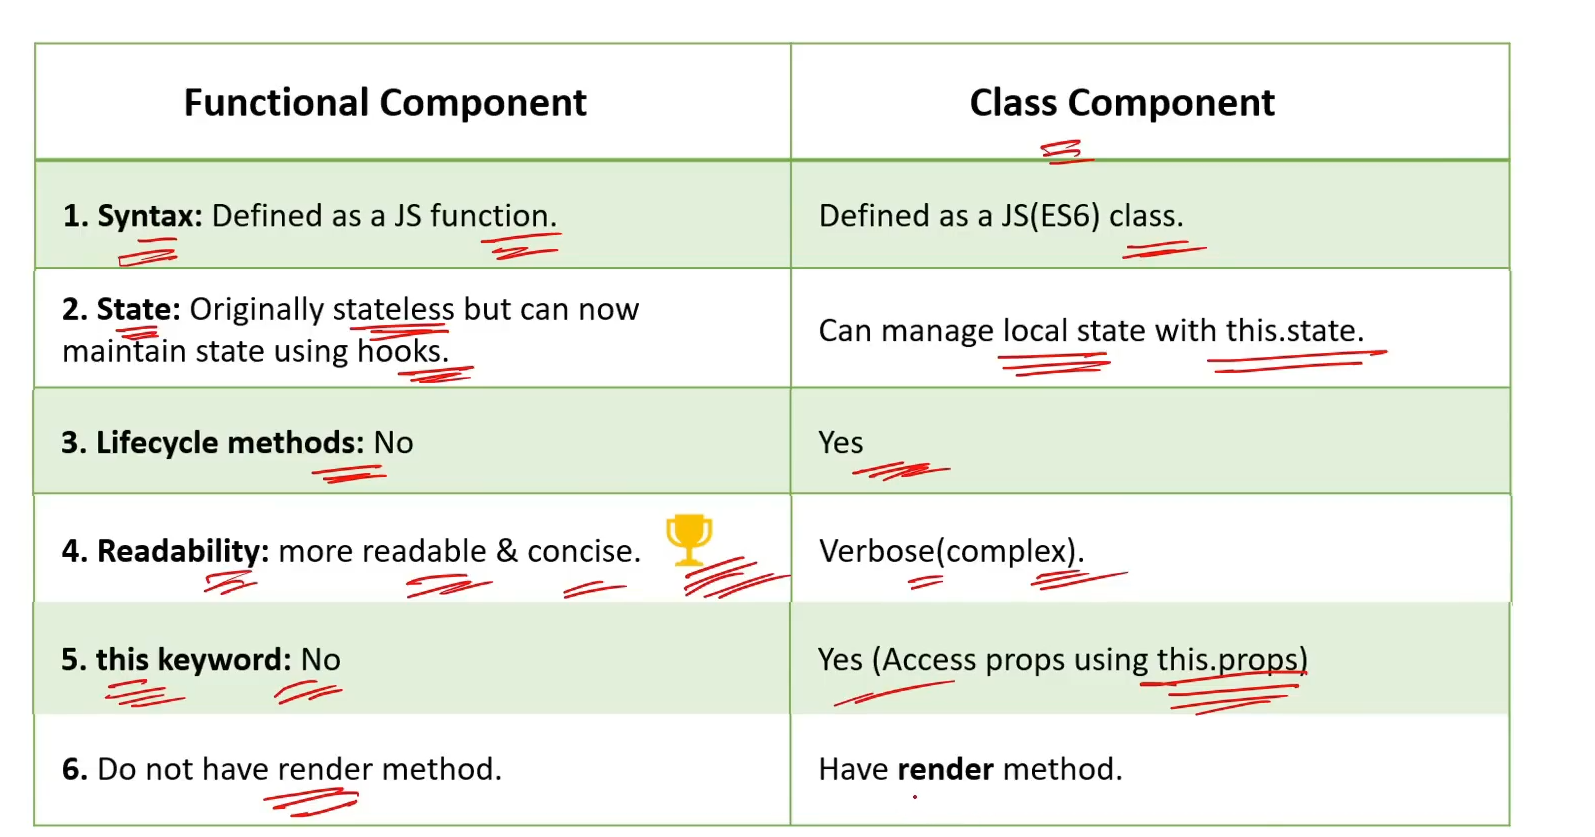 Functional Component
Class Component
1. Syntax: Defined as a JS function.
Defined as a JS(ES6) class.
2. State: Originally stateless but can now
maintain state using hooks.
Can manage local state with this.state.
3. Lifecycle methods: No
Yes
4. Readability: more readable & concise.
Verbose(complex).
5. this keyword: No
Yes (Access props using this.props)
6. Do not have render method.
Have render method.